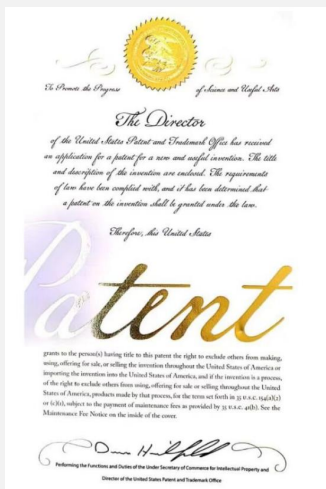 To Promote the Progress of Science and Useful Arts
The Director
of the United States Patent and Trademark Office has received
an application for a patent for a new and useful invention. The title
and description of the invention are enclosed. The requirements
of law have been complied with, and it has been determined that
a patent on the invention shall be granted under the law.
Therefore, this United States
Patent
grants to the person(s) having title to this patent the right to exclude others from making,
using, offering for sale, or selling the invention throughout the United States of America or
importing the invention into the United States of America, and if the invention is a process,
of the right to exclude others from using, offering for sale or selling throughout the United
States of America, products made by that process, for the term set forth in 35 U.S.C. 154(a)(2)
or (c)(1), subject to the payment of maintenance fees as provided by 35 U.S.C. 41(b). See the
Maintenance Fee Notice on the inside of the cover.
Performing the Functions and Duties of the Under Secretary of Commerce for Intellectual Property and
Director of the United States Patent and Trademark Office